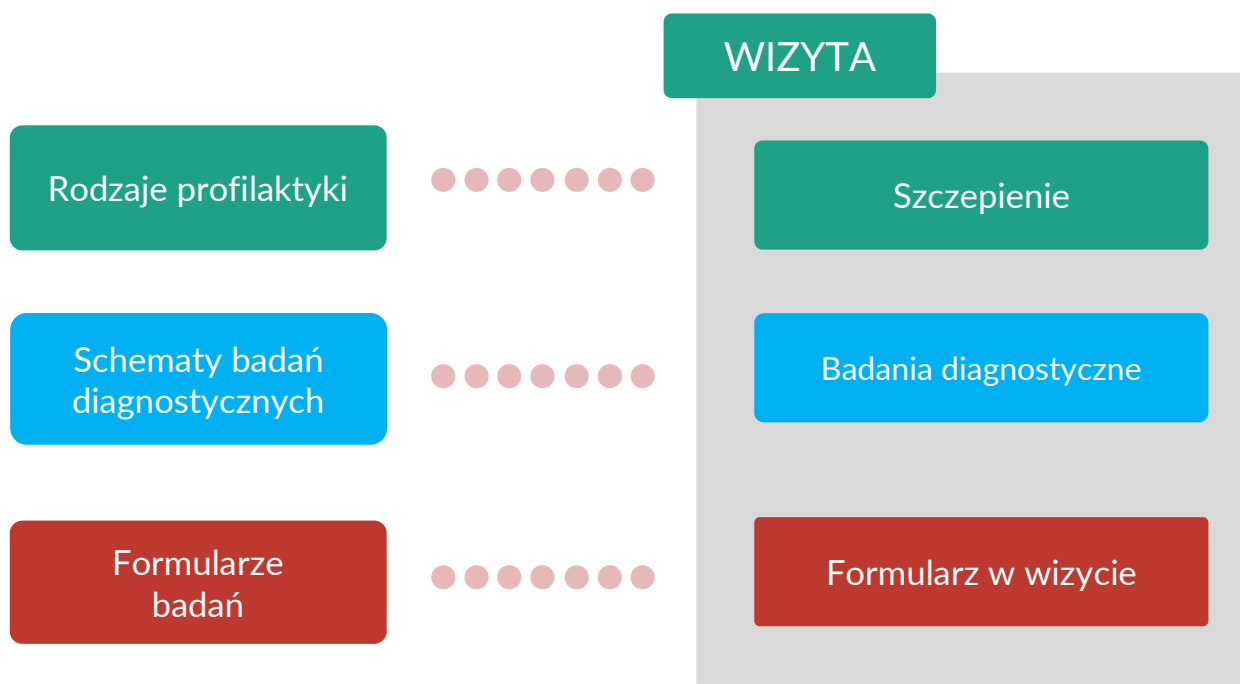 WIZYTA
Rodzaje profilaktyki
Szczepienie
Schematy badań
diagnostycznych
Badania diagnostyczne
Formularze
badań
Formularz w wizycie